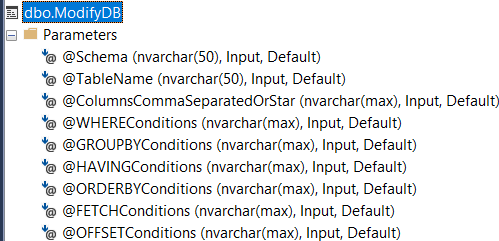 dbo.ModifyDB
Parameters
@Schema (nvarchar(50), Input, Default)
@TableName (nvarchar(50), Input, Default)
@ColumnsCommaSeparatedOrStar (nvarchar(max), Input, Default)
@WHEREConditions (nvarchar(max), Input, Default)
@GROUPBYConditions (nvarchar(max), Input, Default)
@HAVINGConditions (nvarchar(max), Input, Default)
@ORDERBYConditions (nvarchar(max), Input, Default)
@FETCHConditions (nvarchar(max), Input, Default)
@OFFSETConditions (nvarchar(max), Input, Default)